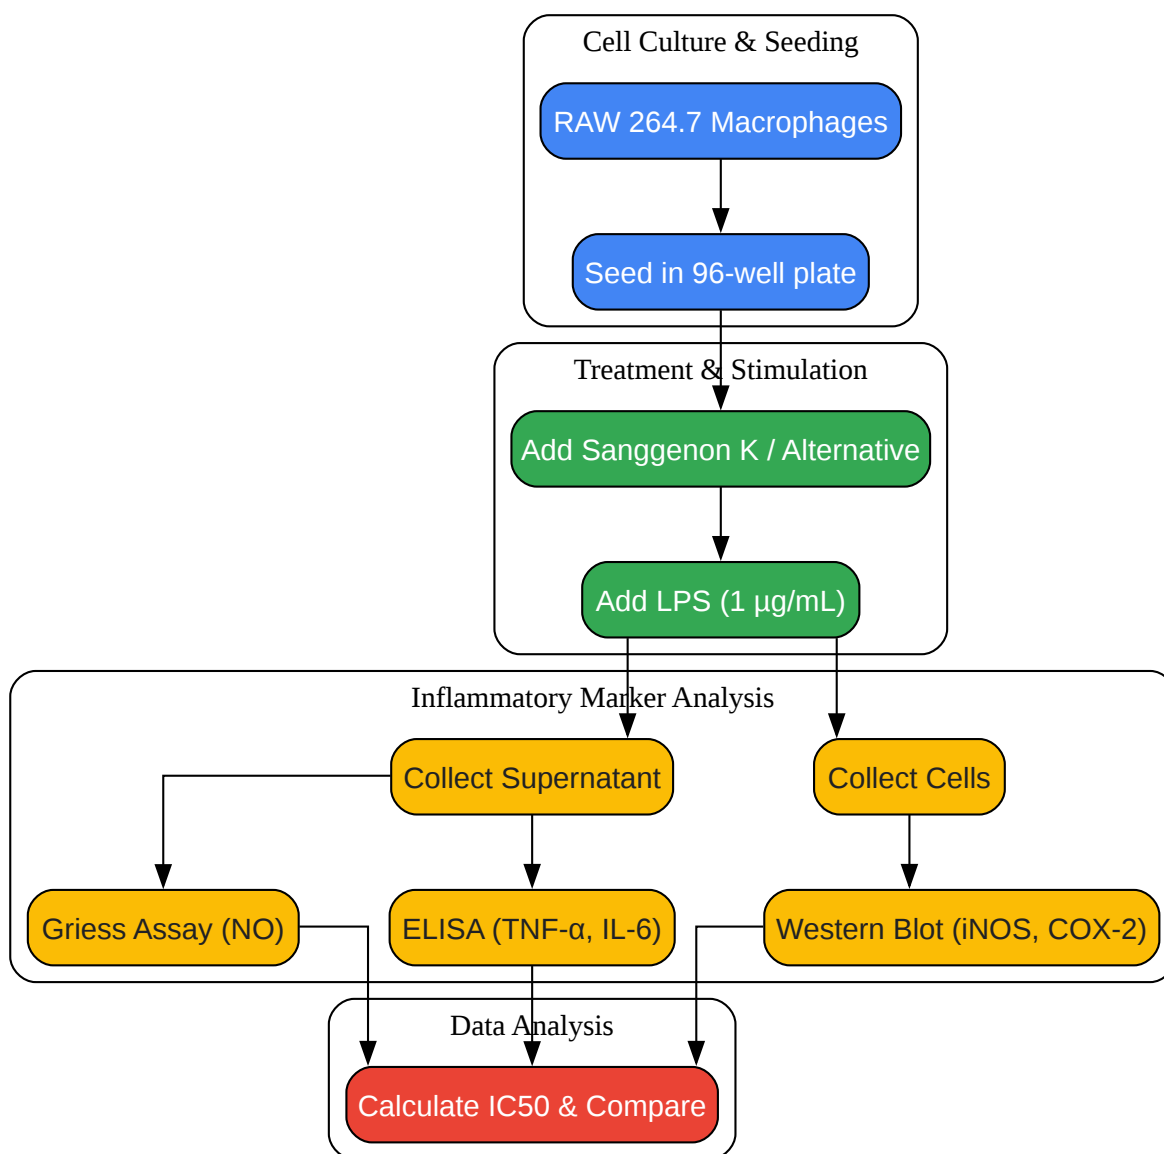 Cell Culture & Seeding
RAW 264.7 Macrophages
Seed in 96-well plate
Treatment & Stimulation
Add Sanggenon K / Alternative
Add LPS (1 µg/mL)
Inflammatory Marker Analysis
Collect Supernatant
Collect Cells
Griess Assay (NO)
ELISA (TNF-α, IL-6)
Western Blot (iNOS, COX-2)
Data Analysis
Calculate IC50 & Compare